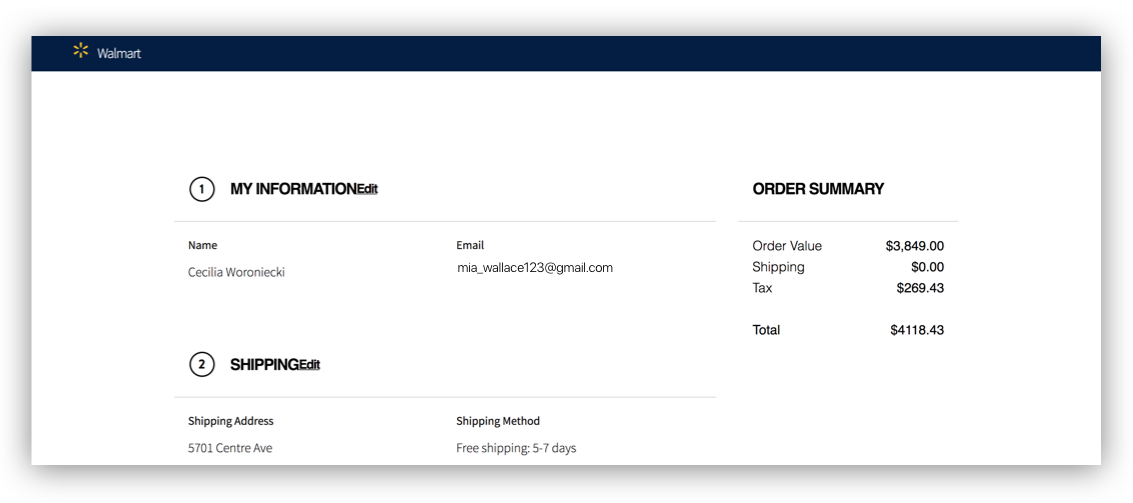 Walmart
1 MY INFORMATIONEdit
Name Email
Cecilia Woroniecki mia_wallace123@gmail.com
2 SHIPPINGEdit
Shipping Address Shipping Method
5701 Centre Ave Free shipping: 5-7 days
ORDER SUMMARY
Order Value $3,849.00
Shipping $0.00
Tax $269.43
Total $4118.43